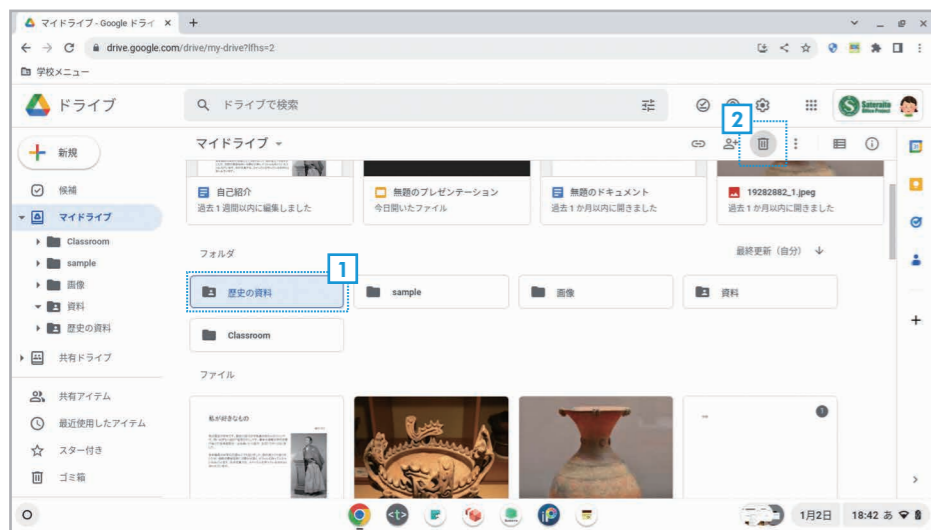 マイドライブ - Google ドライ
drive.google.com/drive/my-drive?lfhs=2
学校メニュー
ドライブ
ドライブで検索
Sateraito
Office Project
2
新規
マイドライブ
候補
マイドライブ
Classroom
sample
画像
資料
歴史の資料
共有ドライブ
共有アイテム
最近使用したアイテム
スター付き
ゴミ箱
自己紹介
過去1週間以内に編集しました
無題のプレゼンテーション
今日開いたファイル
無題のドキュメント
過去1か月以内に開きました
19282882_1.jpeg
過去1か月以内に開きました
フォルダ
最終更新(自分)
1
歴史の資料
sample
画像
資料
Classroom
ファイル
私が好きなもの
1月2日
18:42 あ